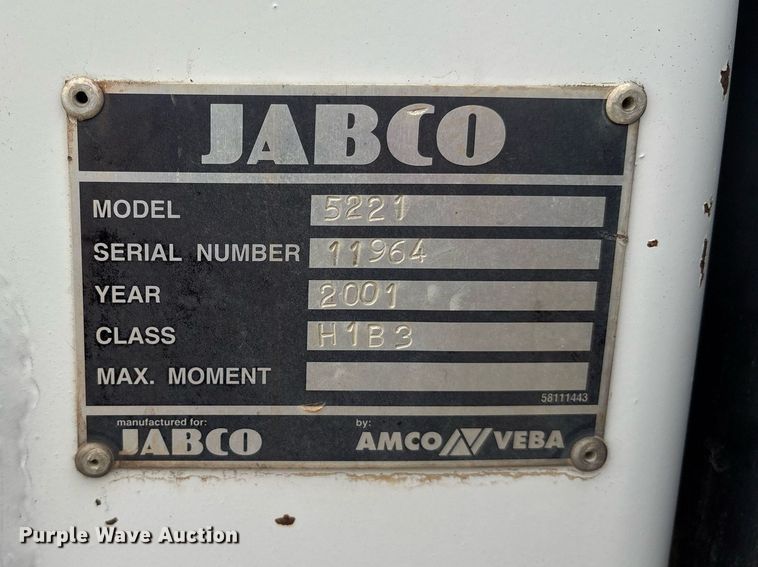 JABCO
MODEL 5221
SERIAL NUMBER 11964
YEAR 2001
CLASS H1B3
MAX. MOMENT
58111443
manufactured for: by:
JABCO AMCO VEBA
Purple Wave Auction